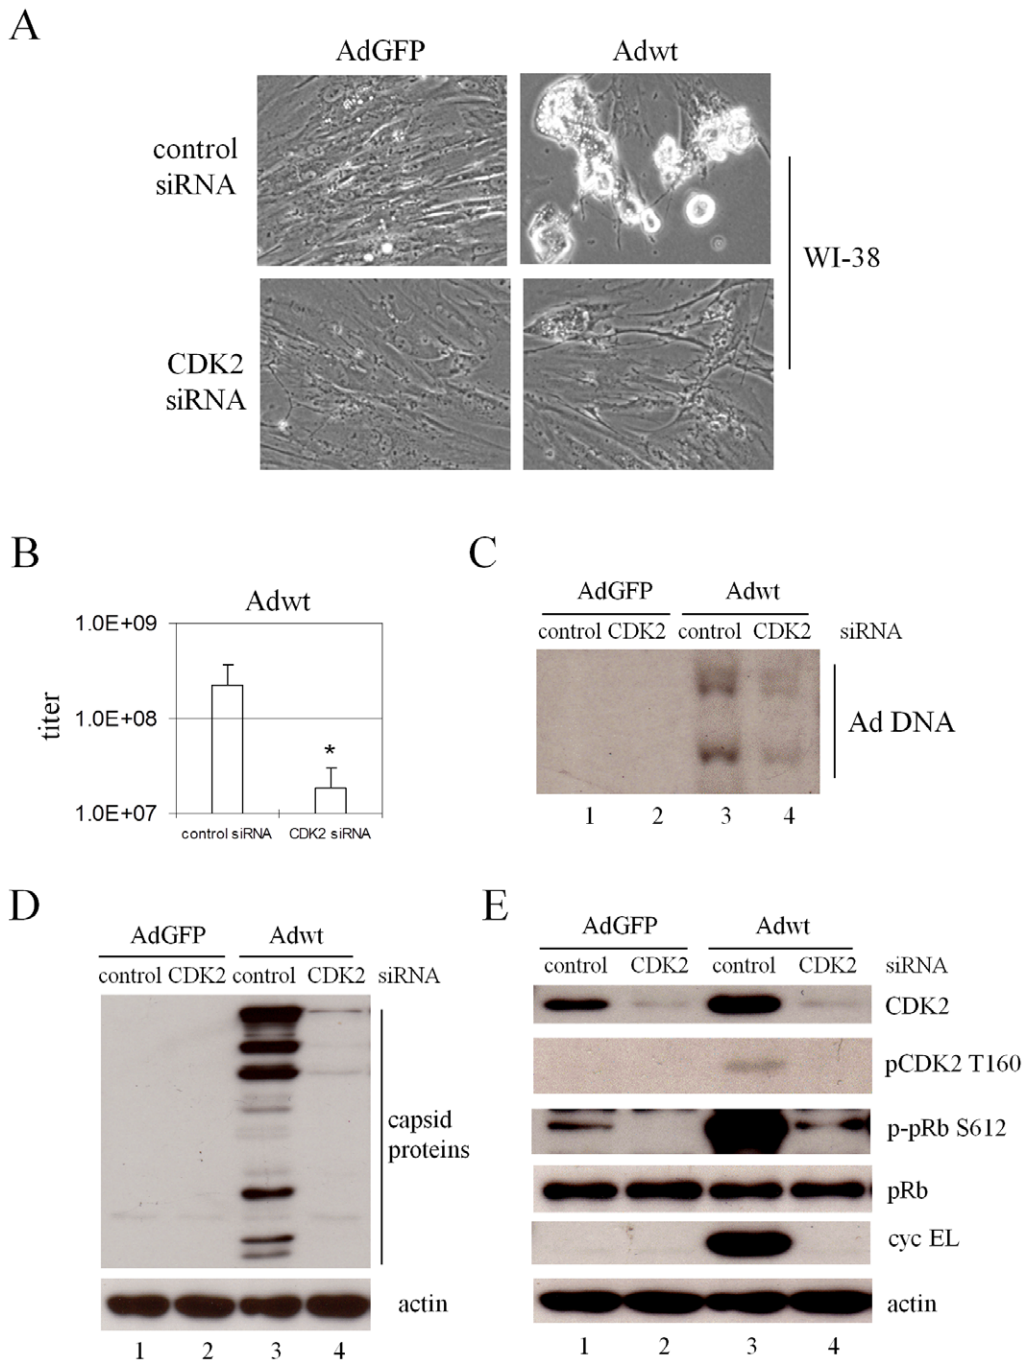 A
AdGFP Adwt
control
siRNA
WI-38
CDK2
siRNA
B
Adwt
1.0E+09
titer
1.0E+08
*
1.0E+07
control siRNA CDK2 siRNA
C
AdGFP Adwt
control CDK2 control CDK2 siRNA
Ad DNA
1 2 3 4
D
AdGFP Adwt
control CDK2 control CDK2 siRNA
capsid
proteins
actin
1 2 3 4
E
AdGFP Adwt
control CDK2 control CDK2 siRNA
CDK2
pCDK2 T160
p-pRb S612
pRb
cyc EL
actin
1 2 3 4